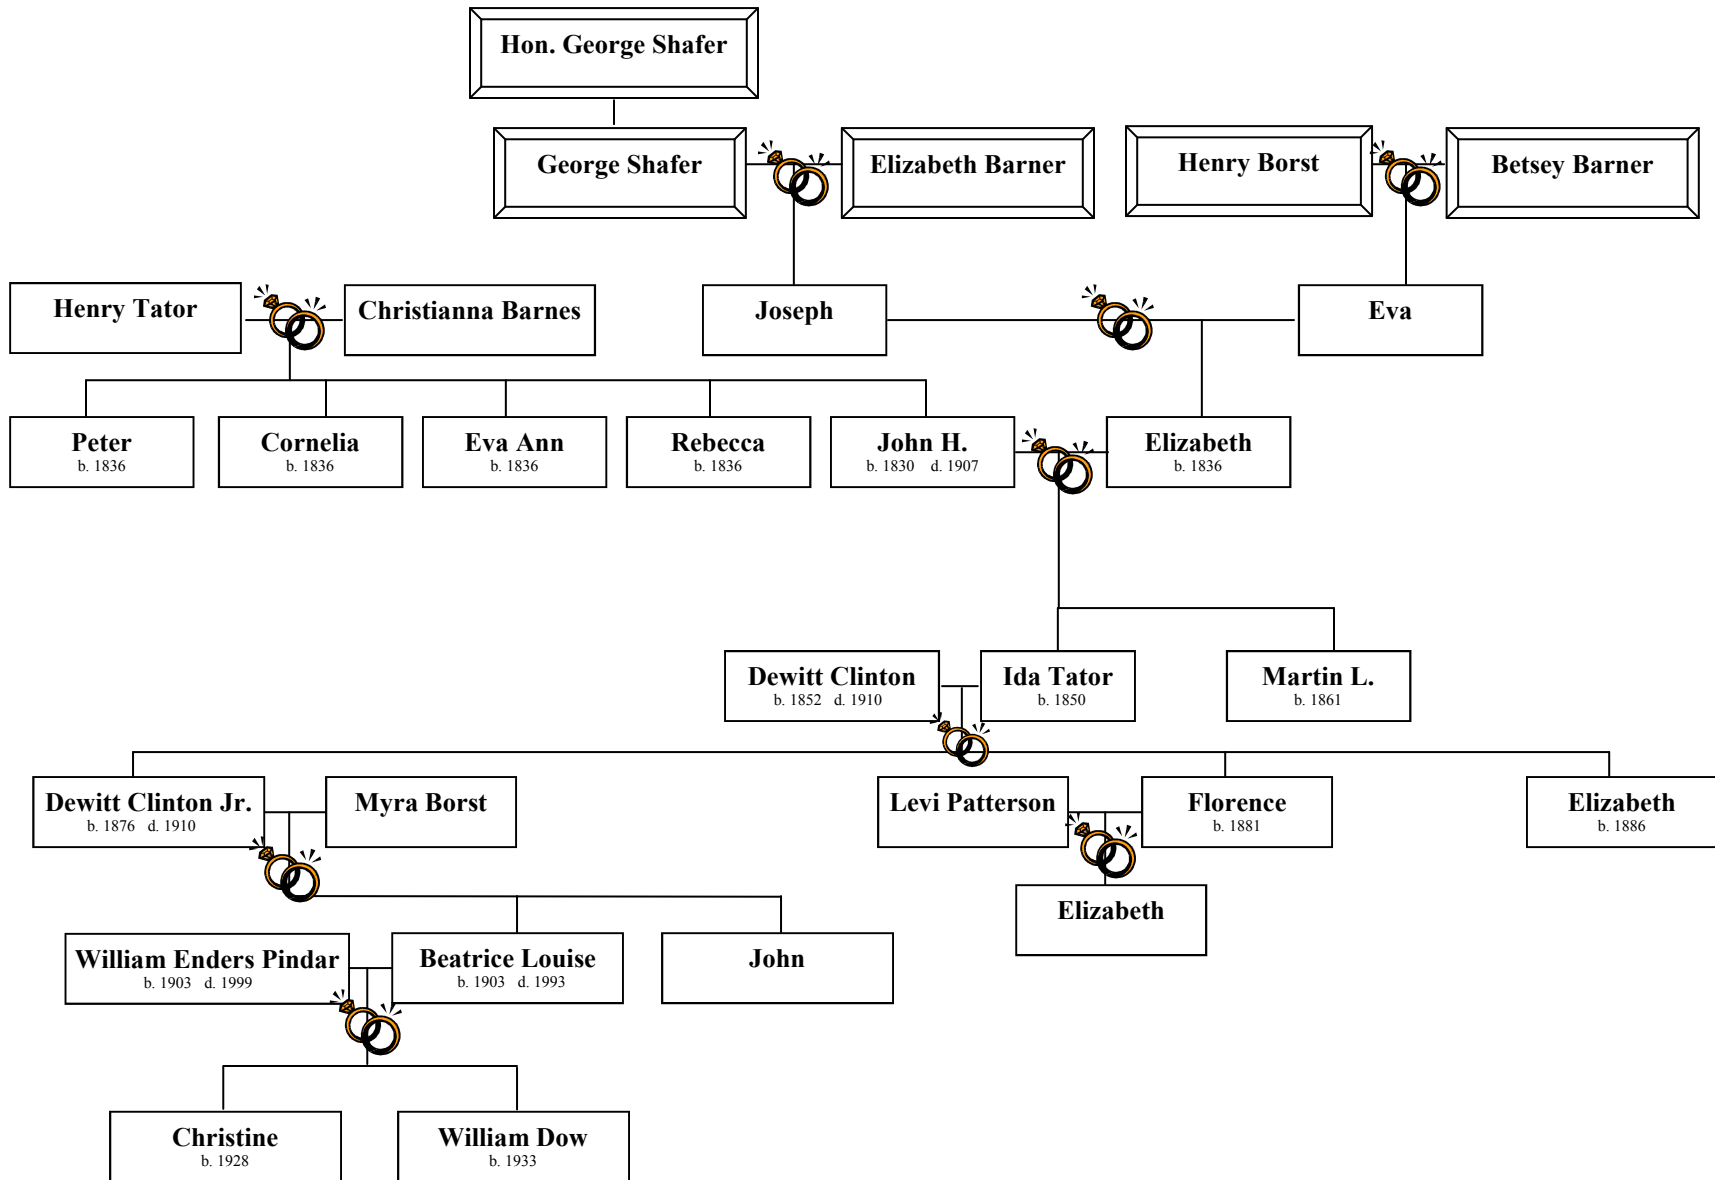 Hon. George Shafer
George Shafer
Elizabeth Barner
Henry Borst
Betsey Barner
Henry Tator
Christianna Barnes
Joseph
Eva
Peter
b. 1836
Cornelia
b. 1836
Eva Ann
b. 1836
Rebecca
b. 1836
John H.
b. 1830 d. 1907
Elizabeth
b. 1836
Dewitt Clinton
b. 1852 d. 1910
Ida Tator
b. 1850
Martin L.
b. 1861
Dewitt Clinton Jr.
b. 1876 d. 1910
Myra Borst
Levi Patterson
Florence
b. 1881
Elizabeth
b. 1886
Elizabeth
William Enders Pindar
b. 1903 d. 1999
Beatrice Louise
b. 1903 d. 1993
John
Christine
b. 1928
William Dow
b. 1933